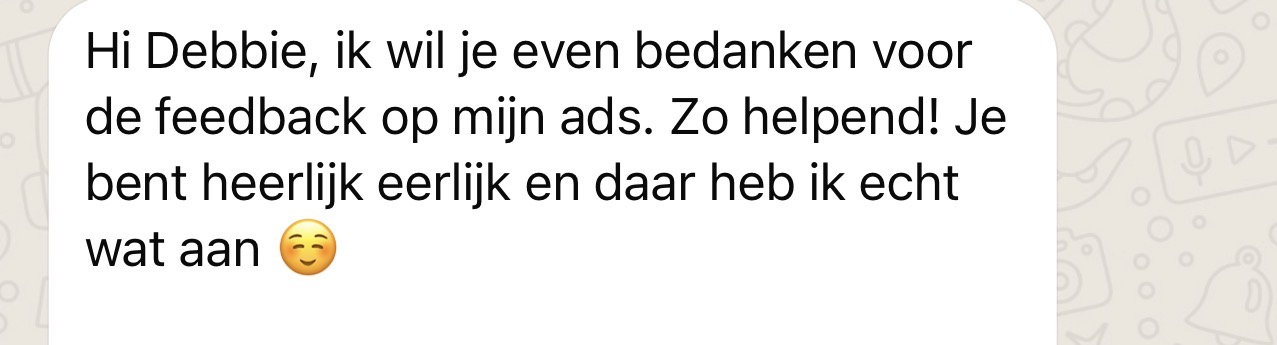 Hi Debbie, ik wil je even bedanken voor
de feedback op mijn ads. Zo helpend! Je
bent heerlijk eerlijk en daar heb ik echt
wat aan ☺️